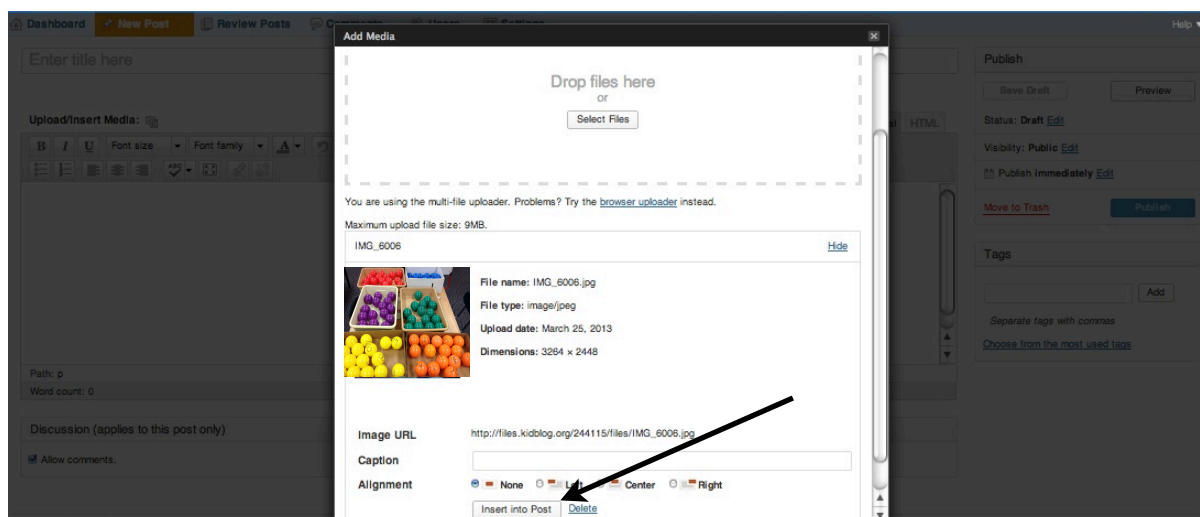 Dashboard New Post Review Posts Comments Users Settings Help
Add Media
Enter title here
Publish
Drop files here
or
Save Draft Preview
Upload/Insert Media:
Select Files
HTML
Status: Draft Edit
B I U Font size Font family A
Visibility: Public Edit
ABC
Publish immediately Edit
You are using the multi-file uploader. Problems? Try the browser uploader instead.
Move to Trash Publish
Maximum upload file size: 9MB.
IMG_6006 Hide
Tags
File name: IMG_6006.jpg
Add
File type: image/jpeg
Upload date: March 25, 2013
Separate tags with commas
Dimensions: 3264 × 2448
Choose from the most used tags
Path: p
Word count: 0
Discussion (applies to this post only)
Image URL http://files.kidblog.org/244115/files/IMG_6006.jpg
Allow comments.
Caption
Alignment None Left Center Right
Insert into Post Delete